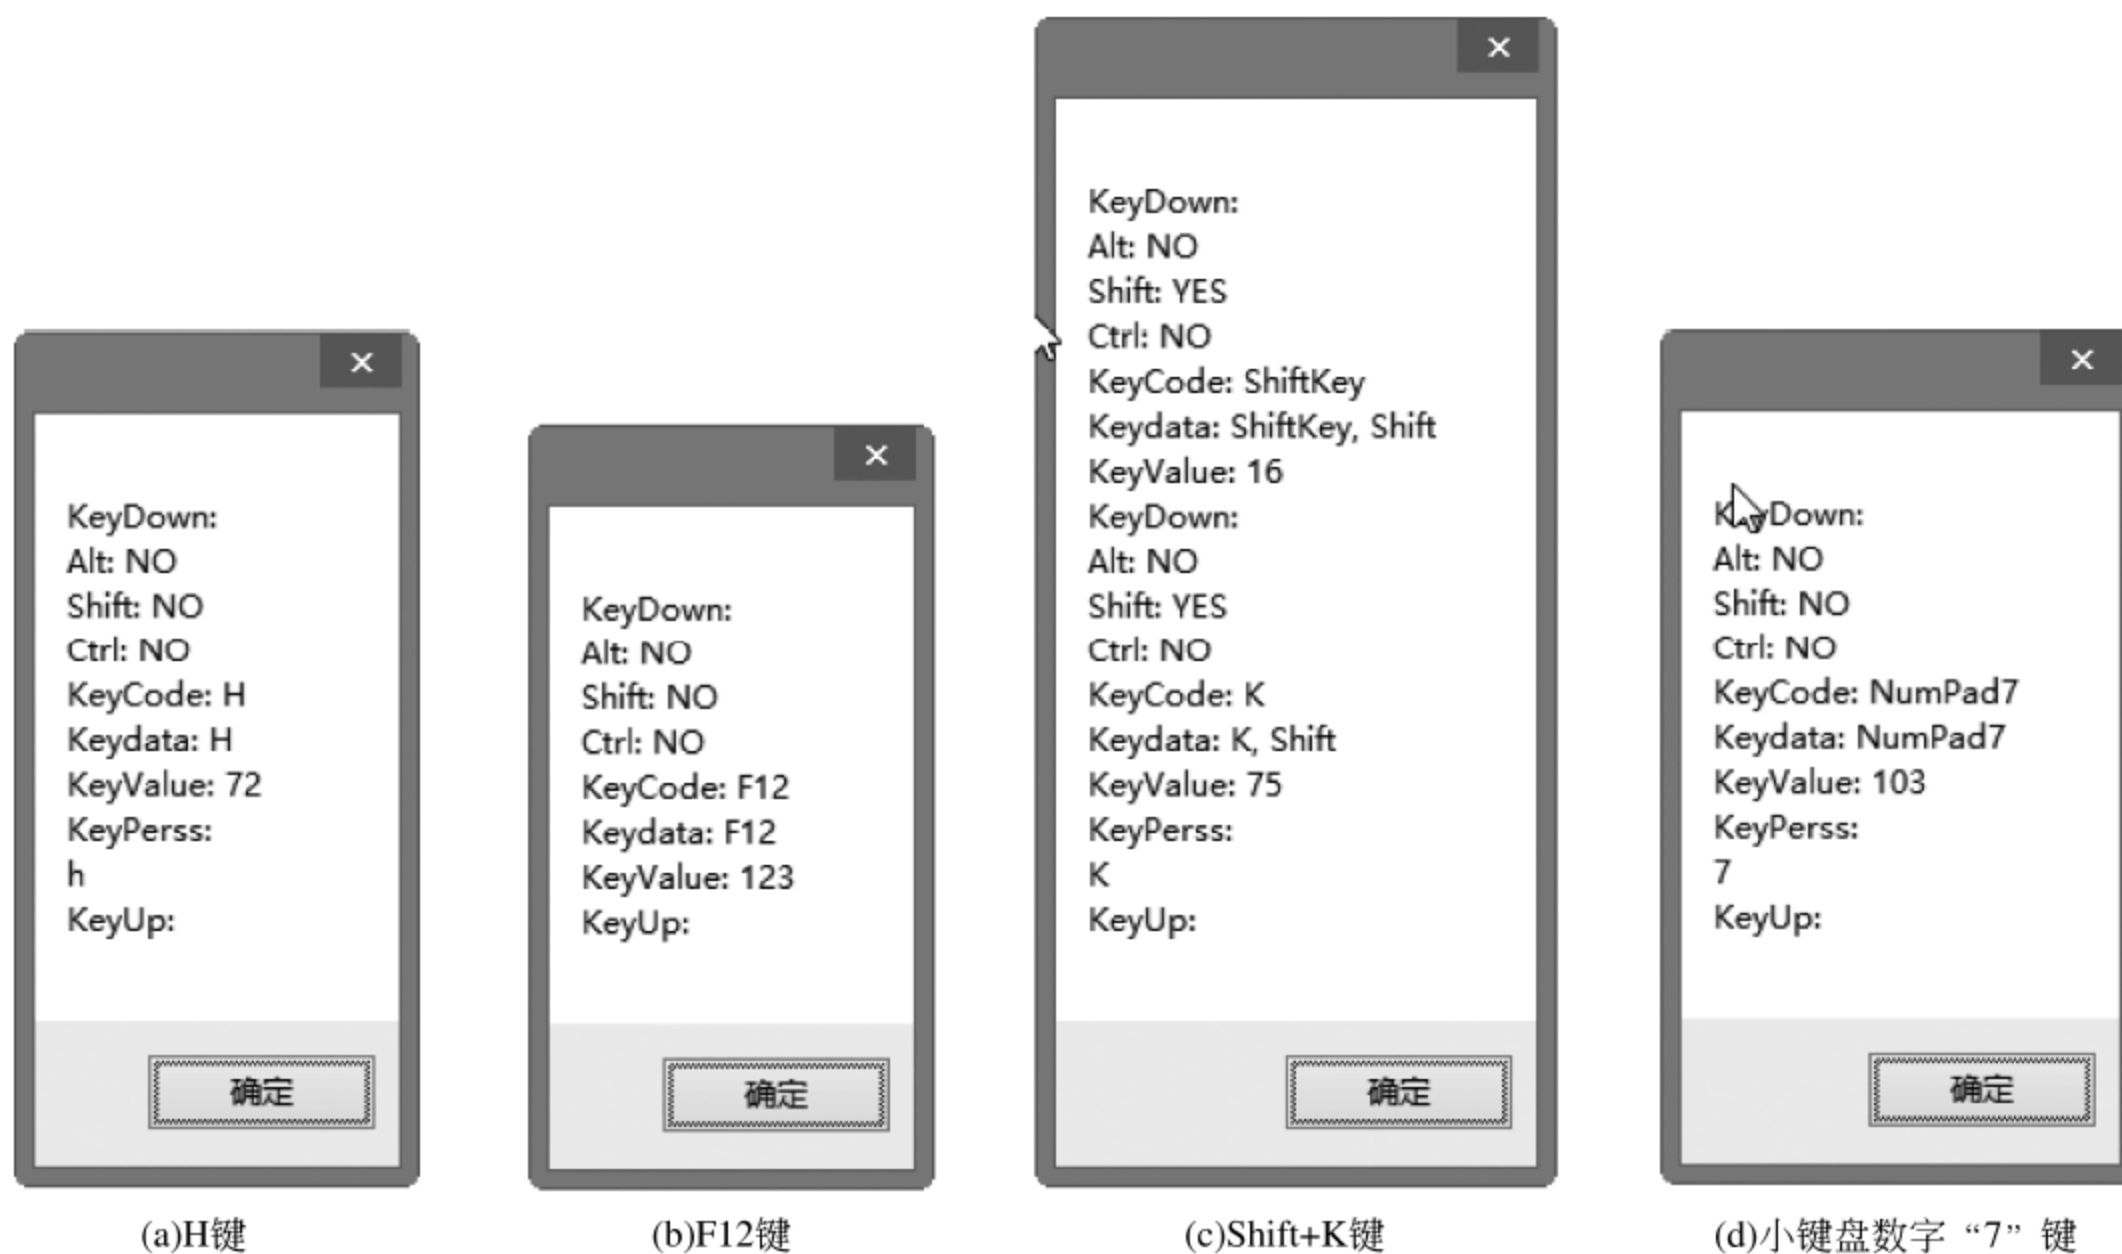 KeyDown:
Alt: NO
Shift: NO
Ctrl: NO
KeyCode: H
Keydata: H
KeyValue: 72
KeyPerss:
h
KeyUp:
确定
(a)H键
KeyDown:
Alt: NO
Shift: NO
Ctrl: NO
KeyCode: F12
Keydata: F12
KeyValue: 123
KeyUp:
确定
(b)F12键
KeyDown:
Alt: NO
Shift: YES
Ctrl: NO
KeyCode: ShiftKey
Keydata: ShiftKey, Shift
KeyValue: 16
KeyDown:
Alt: NO
Shift: YES
Ctrl: NO
KeyCode: K
Keydata: K, Shift
KeyValue: 75
KeyPerss:
K
KeyUp:
确定
(c)Shift+K键
KeyDown:
Alt: NO
Shift: NO
Ctrl: NO
KeyCode: NumPad7
Keydata: NumPad7
KeyValue: 103
KeyPerss:
7
KeyUp:
确定
(d)小键盘数字“7”键